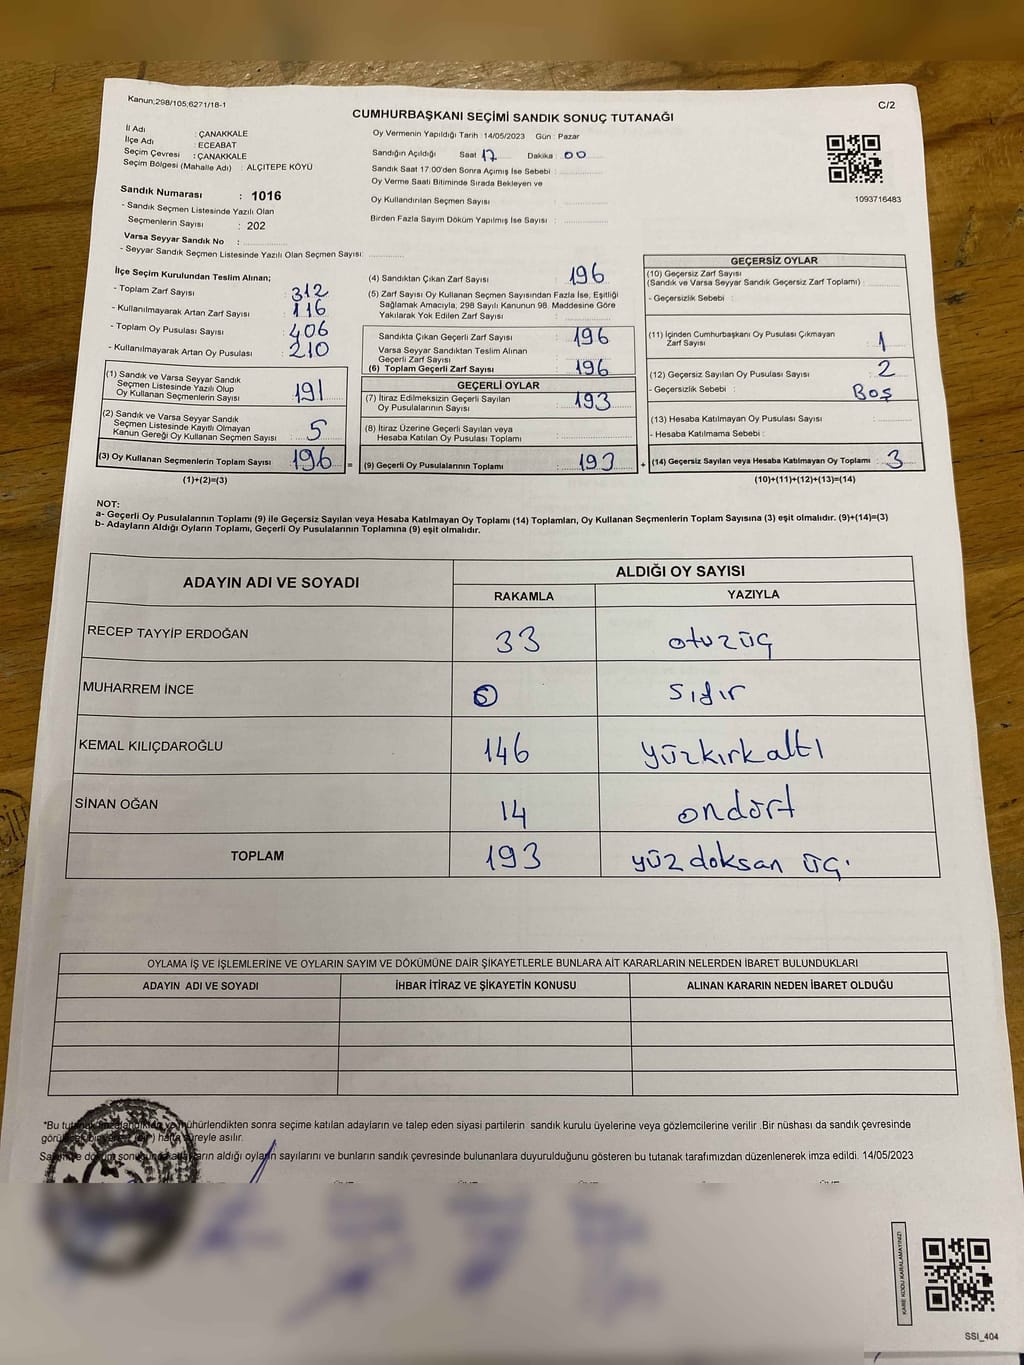 Kanun;298/105;6271/18-1
C/2
CUMHURBAŞKANI SEÇİMİ SANDIK SONUÇ TUTANAĞI
İl Adı : ÇANAKKALE
İlçe Adı : ECEABAT
Seçim Çevresi : ÇANAKKALE
Seçim Bölgesi (Mahalle Adı) : ALÇITEPE KÖYÜ
Sandık Numarası : 1016
- Sandık Seçmen Listesinde Yazılı Olan
Seçmenlerin Sayısı : 202
Varsa Seyyar Sandık No :
- Seyyar Sandık Seçmen Listesinde Yazılı Olan Seçmen Sayısı:
Oy Vermenin Yapıldığı Tarih : 14/05/2023 Gün : Pazar
Sandığın Açıldığı Saat 17 Dakika : 00
Sandık Saat 17:00'den Sonra Açımış İse Sebebi :
Oy Verme Saati Bitiminde Sırada Bekleyen ve
Oy Kullandırılan Seçmen Sayısı :
Birden Fazla Sayım Döküm Yapılmış İse Sayısı :
1093716483
İlçe Seçim Kurulundan Teslim Alınan;
- Toplam Zarf Sayısı : 312
- Kullanılmayarak Artan Zarf Sayısı : 116
- Toplam Oy Pusulası Sayısı : 406
- Kullanılmayarak Artan Oy Pusulası : 210
(1) Sandık ve Varsa Seyyar Sandık
Seçmen Listesinde Yazılı Olup
Oy Kullanan Seçmenlerin Sayısı : 191
(2) Sandık ve Varsa Seyyar Sandık
Seçmen Listesinde Kayıtlı Olmayan
Kanun Gereği Oy Kullanan Seçmen Sayısı : 5
(3) Oy Kullanan Seçmenlerin Toplam Sayısı : 196 =
(1)+(2)=(3)
(4) Sandıktan Çıkan Zarf Sayısı : 196
(5) Zarf Sayısı Oy Kullanan Seçmen Sayısından Fazla İse, Eşitliği
Sağlamak Amacıyla, 298 Sayılı Kanunun 98. Maddesine Göre
Yakılarak Yok Edilen Zarf Sayısı :
Sandıkta Çıkan Geçerli Zarf Sayısı : 196
Varsa Seyyar Sandıktan Teslim Alınan
Geçerli Zarf Sayısı :
(6) Toplam Geçerli Zarf Sayısı : 196
GEÇERLİ OYLAR
(7) İtiraz Edilmeksizin Geçerli Sayılan
Oy Pusulalarının Sayısı : 193
(8) İtiraz Üzerine Geçerli Sayılan veya
Hesaba Katılan Oy Pusulası Toplamı :
(9) Geçerli Oy Pusulalarının Toplamı : 193 +
GEÇERSİZ OYLAR
(10) Geçersiz Zarf Sayısı
(Sandık ve Varsa Seyyar Sandık Geçersiz Zarf Toplamı) :
- Geçersizlik Sebebi :
(11) İçinden Cumhurbaşkanı Oy Pusulası Çıkmayan
Zarf Sayısı : 1
(12) Geçersiz Sayılan Oy Pusulası Sayısı : 2
- Geçersizlik Sebebi : Boş
(13) Hesaba Katılmayan Oy Pusulası Sayısı :
- Hesaba Katılmama Sebebi :
(14) Geçersiz Sayılan veya Hesaba Katılmayan Oy Toplamı : 3
(10)+(11)+(12)+(13)=(14)
NOT:
a- Geçerli Oy Pusulalarının Toplamı (9) ile Geçersiz Sayılan veya Hesaba Katılmayan Oy Toplamı (14) Toplamları, Oy Kullanan Seçmenlerin Toplam Sayısına (3) eşit olmalıdır. (9)+(14)=(3)
b- Adayların Aldığı Oyların Toplamı, Geçerli Oy Pusulalarının Toplamına (9) eşit olmalıdır.
ADAYIN ADI VE SOYADI
ALDIĞI OY SAYISI
RAKAMLA YAZIYLA
RECEP TAYYİP ERDOĞAN 33 otuzüç
MUHARREM İNCE 0 sıfır
KEMAL KILIÇDAROĞLU 146 yüzkırkaltı
SİNAN OĞAN 14 ondört
TOPLAM 193 yüzdoksan üç.
OYLAMA İŞ VE İŞLEMLERİNE VE OYLARIN SAYIM VE DÖKÜMÜNE DAİR ŞİKAYETLERLE BUNLARA AİT KARARLARIN NELERDEN İBARET BULUNDUKLARI
ADAYIN ADI VE SOYADI İHBAR İTİRAZ VE ŞİKAYETİN KONUSU ALINAN KARARIN NEDEN İBARET OLDUĞU
*Bu mühürlendikten sonra seçime katılan adayların ve talep eden siyasi partilerin sandık kurulu üyelerine veya gözlemcilerine verilir .Bir nüshası da sandık çevresinde
hafta süreyle asılır.
aldığı oyların sayılarını ve bunların sandık çevresinde bulunanlara duyurulduğunu gösteren bu tutanak tarafımızdan düzenlenerek imza edildi. 14/05/2023
KARE KODU KARALAMAYINIZ!
SSI_404